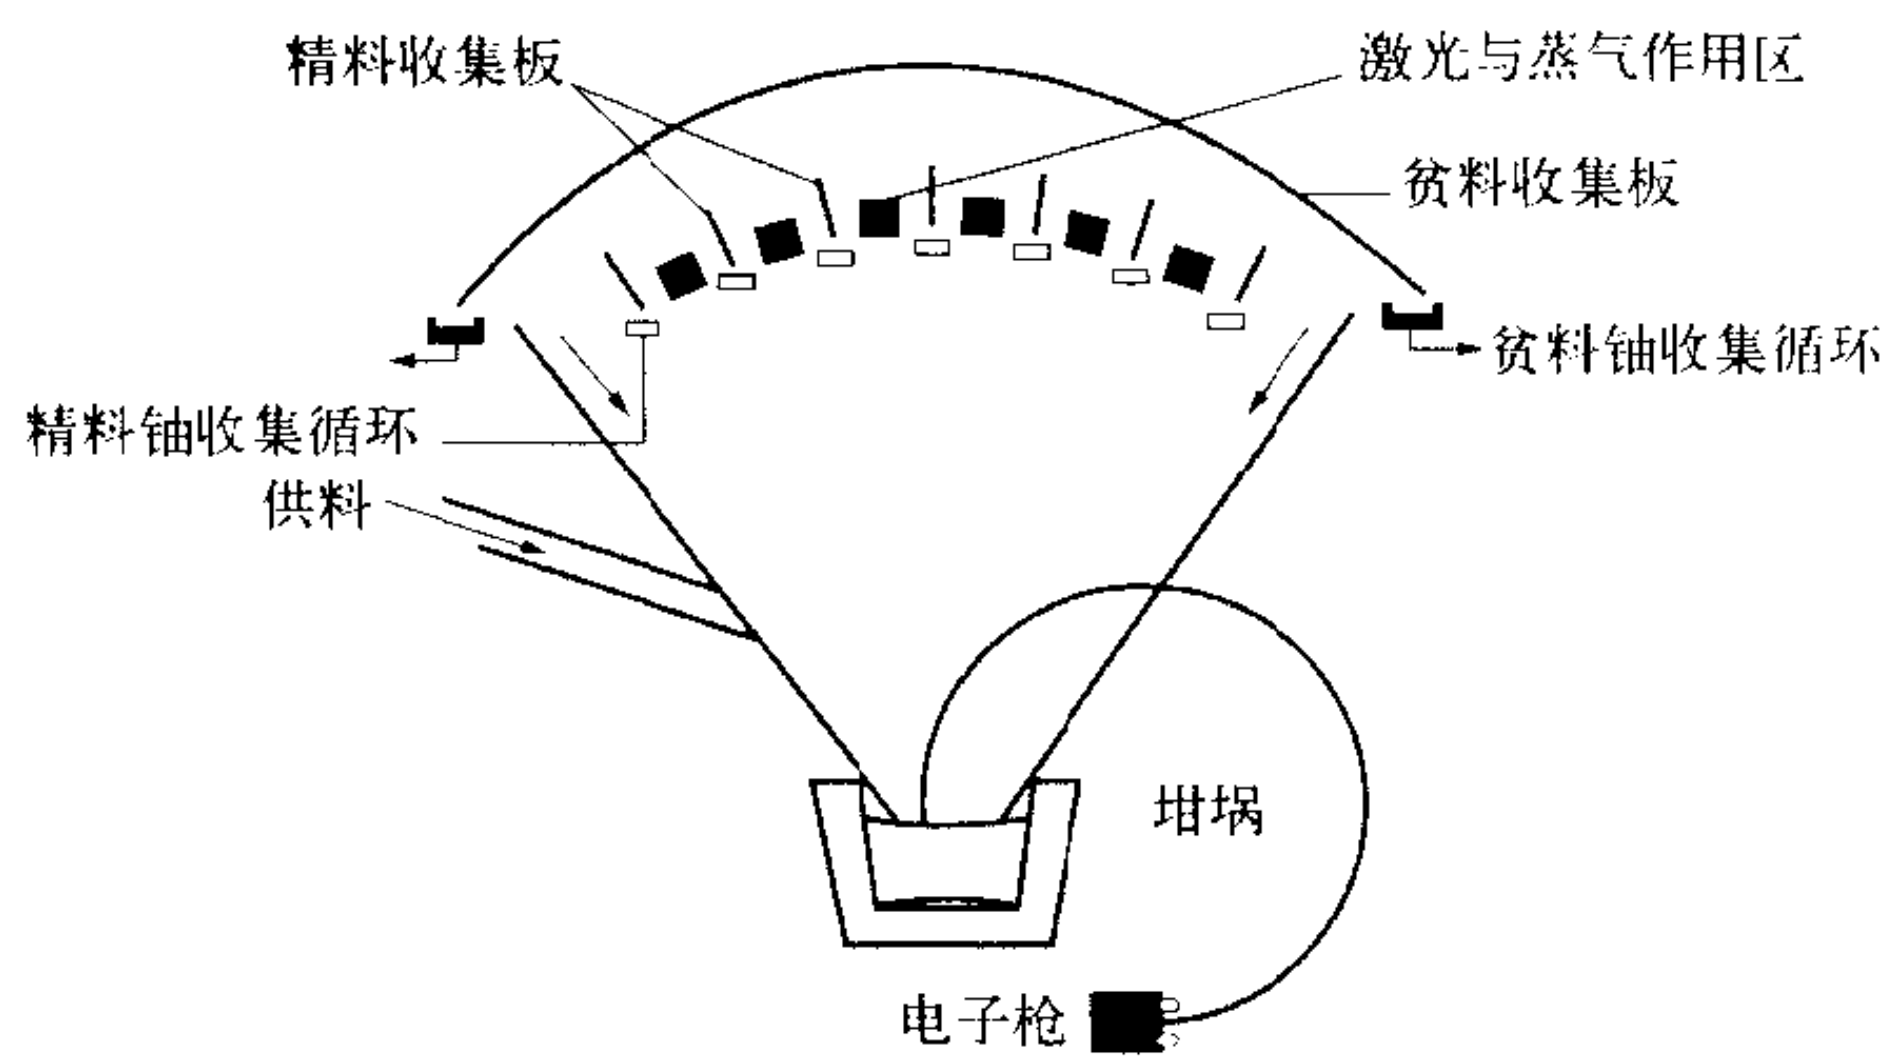 精料收集板
激光与蒸气作用区
贫料收集板
贫料铀收集循环
精料铀收集循环
供料
坩埚
电子枪